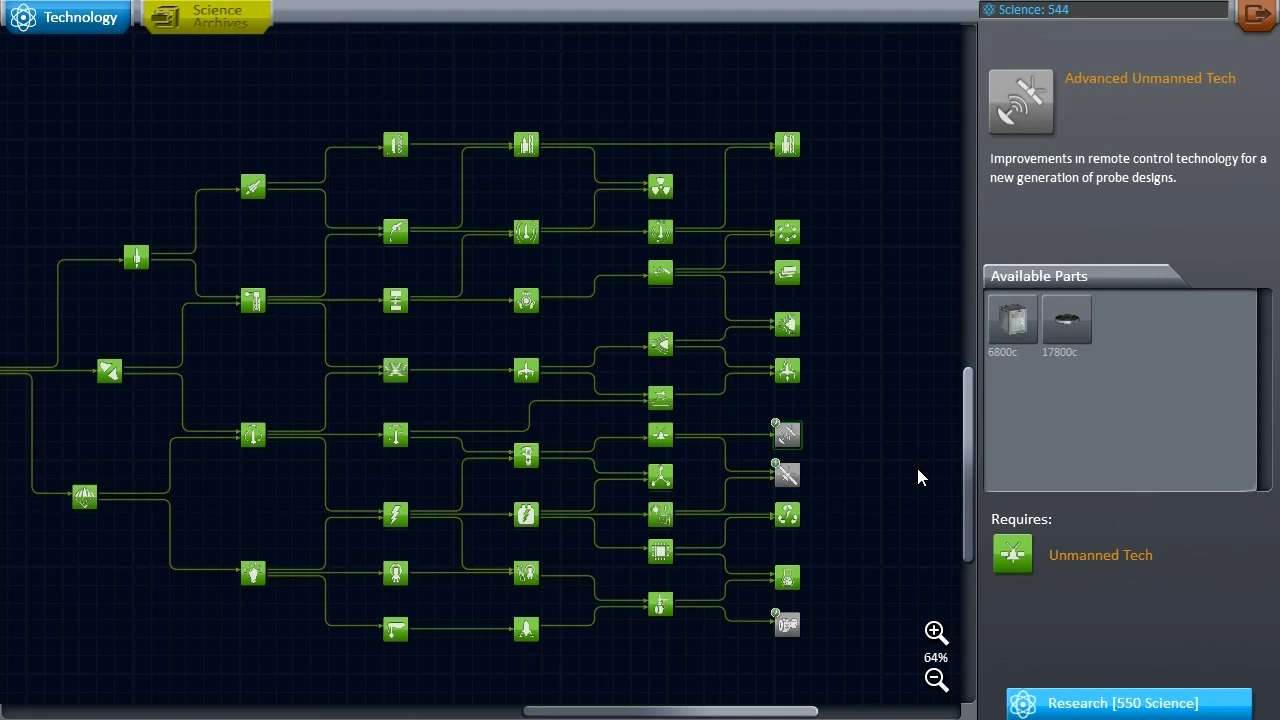 Technology
Science
Archives
Science: 544
Advanced Unmanned Tech
Improvements in remote control technology for a
new generation of probe designs.
Available Parts
6800c
17800c
Requires:
Unmanned Tech
64%
Research [550 Science]